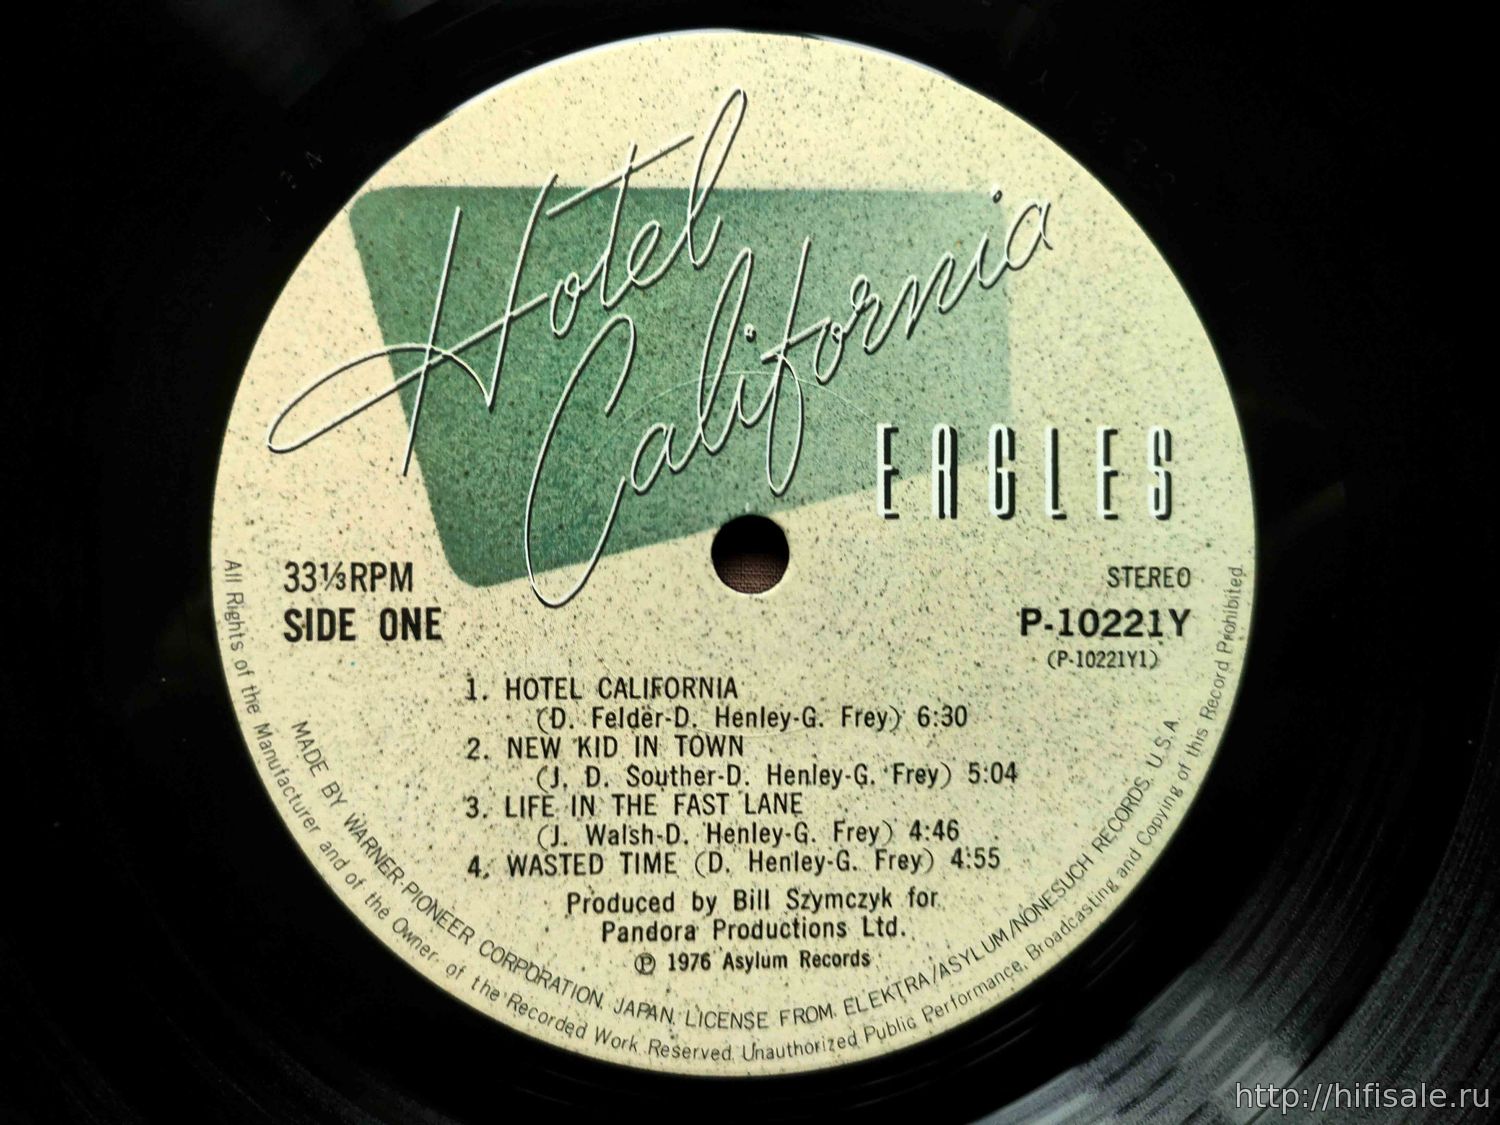 Hotel
California
EAGLES
33⅓RPM
SIDE ONE
STEREO
P-10221Y
(P-10221Y1)
1. HOTEL CALIFORNIA
(D. Felder-D. Henley-G. Frey) 6:30
2. NEW KID IN TOWN
(J. D. Souther-D. Henley-G. Frey) 5:04
3. LIFE IN THE FAST LANE
(J. Walsh-D. Henley-G. Frey) 4:46
4. WASTED TIME (D. Henley-G. Frey) 4:55
Produced by Bill Szymczyk for
Pandora Productions Ltd.
Ⓟ 1976 Asylum Records
MADE BY WARNER-PIONEER CORPORATION, JAPAN. LICENSE FROM. ELEKTRA/ASYLUM/NONESUCH RECORDS. U.S.A.
All Rights of the Manufacturer and of the Owner. of the Recorded Work Reserved. Unauthorized Public Performance, Broadcasting and Copying of this Record Prohibited.
http://hifisale.ru